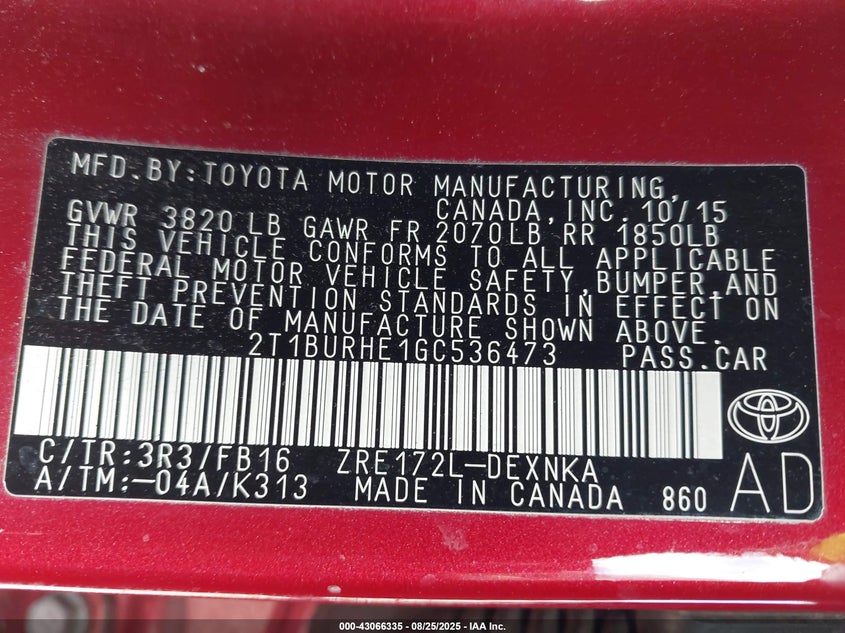 MFD.BY:TOYOTA MOTOR MANUFACTURING,
CANADA,INC. 10/15
GVWR 3820 LB GAWR FR 2070LB RR 1850LB
THIS VEHICLE CONFORMS TO ALL APPLICABLE
FEDERAL MOTOR VEHICLE SAFETY,BUMPER,AND
THEFT PREVENTION STANDARDS IN EFFECT ON
THE DATE OF MANUFACTURE SHOWN ABOVE.
2T1BURHE1GC536473 PASS.CAR
C/TR:3R3/FB16 ZRE172L-DEXNKA
A/TM:-04A/K313 MADE IN CANADA 860 AD
000-43066335 - 08/25/2025 - IAA Inc.